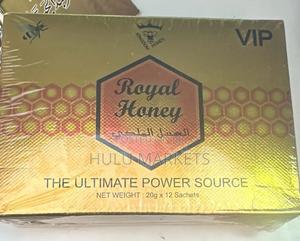 VIP
Royal
Honey
العسل الملكي
HULU MARKETS
THE ULTIMATE POWER SOURCE
NET WEIGHT : 20g x 12 Sachets